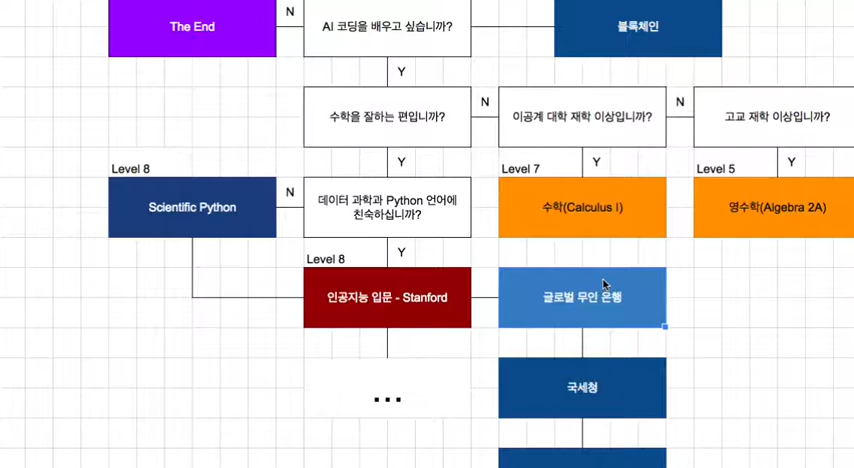 The End
N
AI 코딩을 배우고 싶습니까?
블록체인
Y
수학을 잘하는 편입니까?
N
이공계 대학 재학 이상입니까?
N
고교 재학 이상입니까?
Level 8
Y
Level 7
Y
Level 5
Y
Scientific Python
N
데이터 과학과 Python 언어에
친숙하십니까?
수학(Calculus I)
영수학(Algebra 2A)
Level 8
Y
인공지능 입문 - Stanford
글로벌 무인 은행
...
국세청